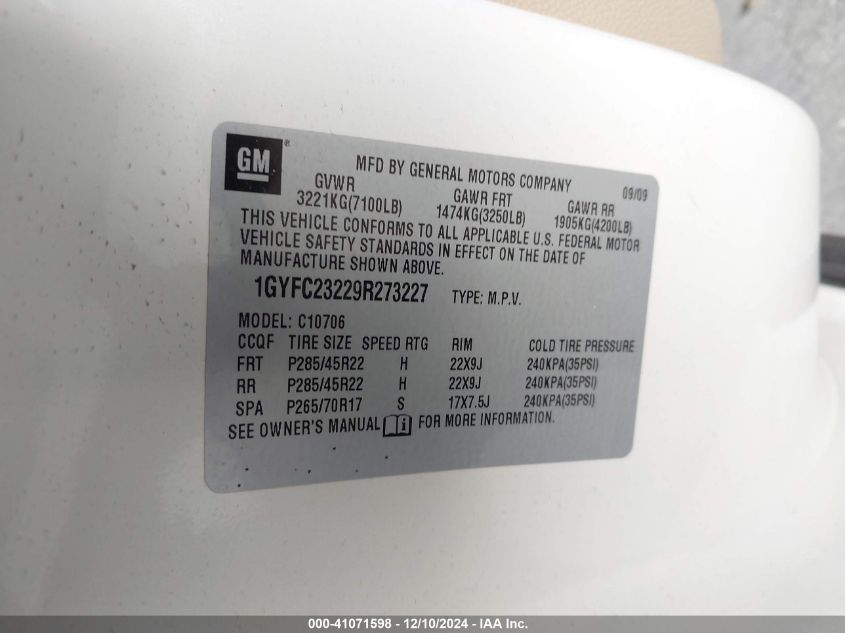 GM®
MFD BY GENERAL MOTORS COMPANY 09/09
GVWR GAWR FRT GAWR RR
3221KG(7100LB) 1474KG(3250LB) 1905KG(4200LB)
THIS VEHICLE CONFORMS TO ALL APPLICABLE U.S. FEDERAL MOTOR
VEHICLE SAFETY STANDARDS IN EFFECT ON THE DATE OF
MANUFACTURE SHOWN ABOVE.
1GYFC23229R273227 TYPE: M.P.V.
MODEL: C10706
CCQF TIRE SIZE SPEED RTG RIM COLD TIRE PRESSURE
FRT P285/45R22 H 22X9J 240KPA(35PSI)
RR P285/45R22 H 22X9J 240KPA(35PSI)
SPA P265/70R17 S 17X7.5J 240KPA(35PSI)
SEE OWNER'S MANUAL i FOR MORE INFORMATION.
000-41071598 - 12/10/2024 - IAA Inc.